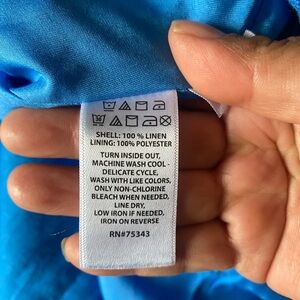 SHELL: 100 % LINEN
LINING: 100% POLYESTER
TURN INSIDE OUT,
MACHINE WASH COOL -
DELICATE CYCLE,
WASH WITH LIKE COLORS,
ONLY NON-CHLORINE
BLEACH WHEN NEEDED,
LINE DRY,
LOW IRON IF NEEDED,
IRON ON REVERSE
RN#75343